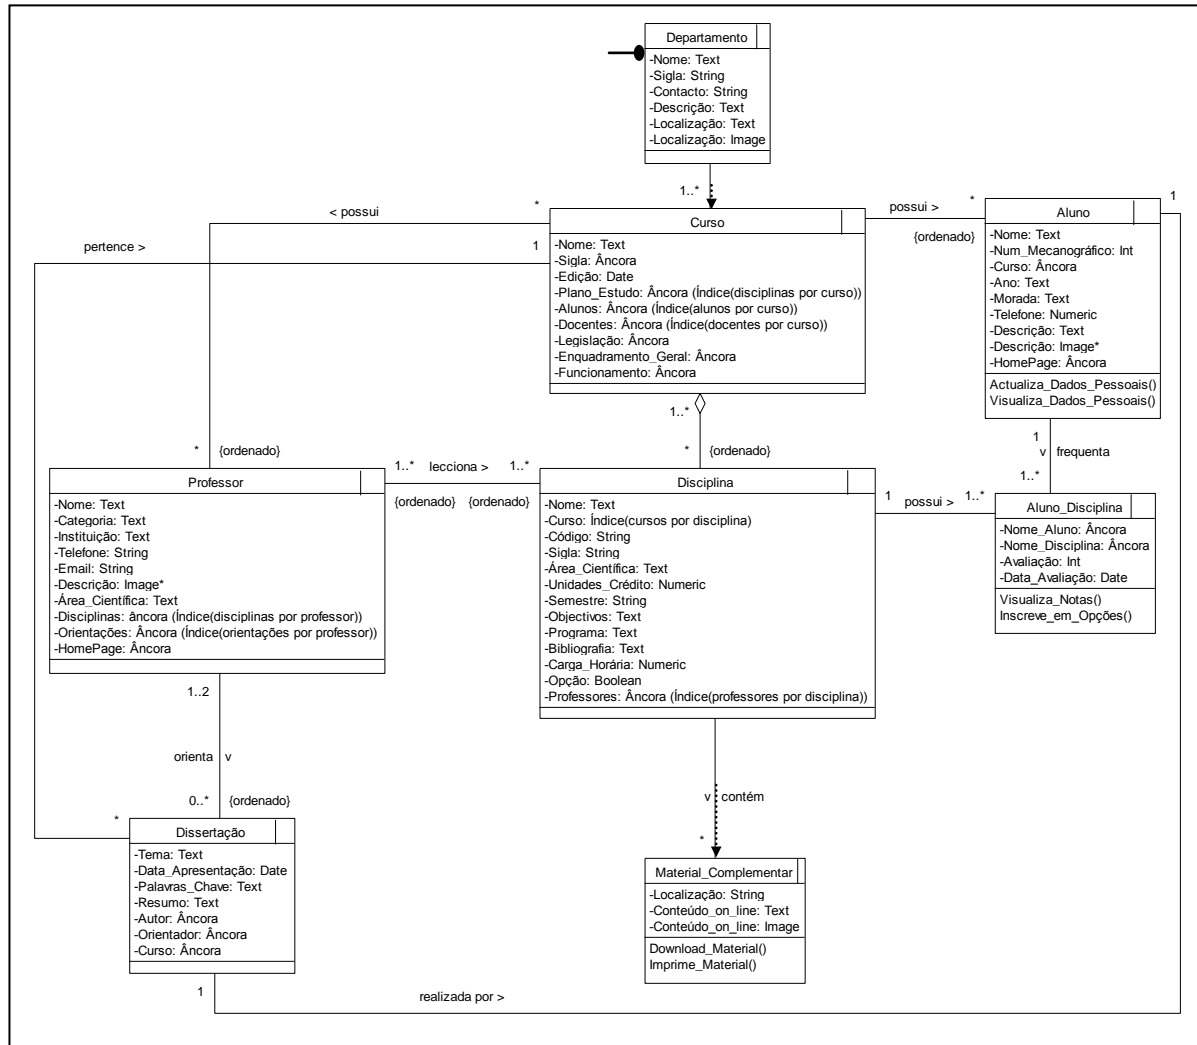 Departamento
-Nome: Text
-Sigla: String
-Contacto: String
-Descrição: Text
-Localização: Text
-Localização: Image
1..*
< possui
*
possui >
*
{ordenado}
1
pertence >
1
Curso
-Nome: Text
-Sigla: Âncora
-Edição: Date
-Plano_Estudo: Âncora (Índice(disciplinas por curso))
-Alunos: Âncora (Índice(alunos por curso))
-Docentes: Âncora (Índice(docentes por curso))
-Legislação: Âncora
-Enquadramento_Geral: Âncora
-Funcionamento: Âncora
Aluno
-Nome: Text
-Num_Mecanográfico: Int
-Curso: Âncora
-Ano: Text
-Morada: Text
-Telefone: Numeric
-Descrição: Text
-Descrição: Image*
-HomePage: Âncora
Actualiza_Dados_Pessoais()
Visualiza_Dados_Pessoais()
1..*
*
{ordenado}
*
{ordenado}
1
v
frequenta
1..*
1..*
lecciona >
1..*
{ordenado}
{ordenado}
Professor
-Nome: Text
-Categoria: Text
-Instituição: Text
-Telefone: String
-Email: String
-Descrição: Image*
-Área_Científica: Text
-Disciplinas: âncora (Índice(disciplinas por professor))
-Orientações: Âncora (Índice(orientações por professor))
-HomePage: Âncora
Disciplina
-Nome: Text
-Curso: Índice(cursos por disciplina)
-Código: String
-Sigla: String
-Área_Científica: Text
-Unidades_Crédito: Numeric
-Semestre: String
-Objectivos: Text
-Programa: Text
-Bibliografia: Text
-Carga_Horária: Numeric
-Opção: Boolean
-Professores: Âncora (Índice(professores por disciplina))
1
possui >
1..*
Aluno_Disciplina
-Nome_Aluno: Âncora
-Nome_Disciplina: Âncora
-Avaliação: Int
-Data_Avaliação: Date
Visualiza_Notas()
Inscreve_em_Opções()
1..2
orienta
v
0..*
{ordenado}
*
v
contém
*
Dissertação
-Tema: Text
-Data_Apresentação: Date
-Palavras_Chave: Text
-Resumo: Text
-Autor: Âncora
-Orientador: Âncora
-Curso: Âncora
Material_Complementar
-Localização: String
-Conteúdo_on_line: Text
-Conteúdo_on_line: Image
Download_Material()
Imprime_Material()
1
realizada por >